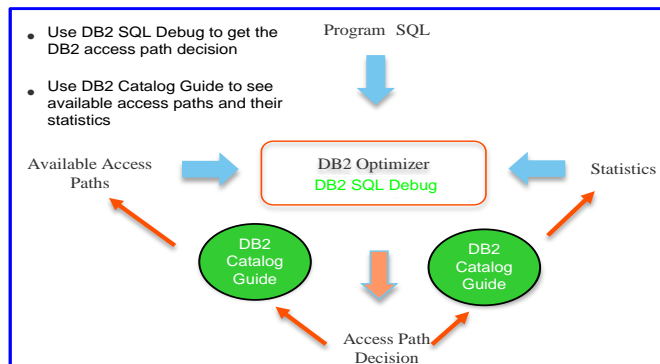 • Use DB2 SQL Debug to get the
DB2 access path decision
• Use DB2 Catalog Guide to see
available access paths and their
statistics
Program SQL
Available Access
Paths
DB2 Optimizer
DB2 SQL Debug
Statistics
DB2
Catalog
Guide
DB2
Catalog
Guide
Access Path
Decision